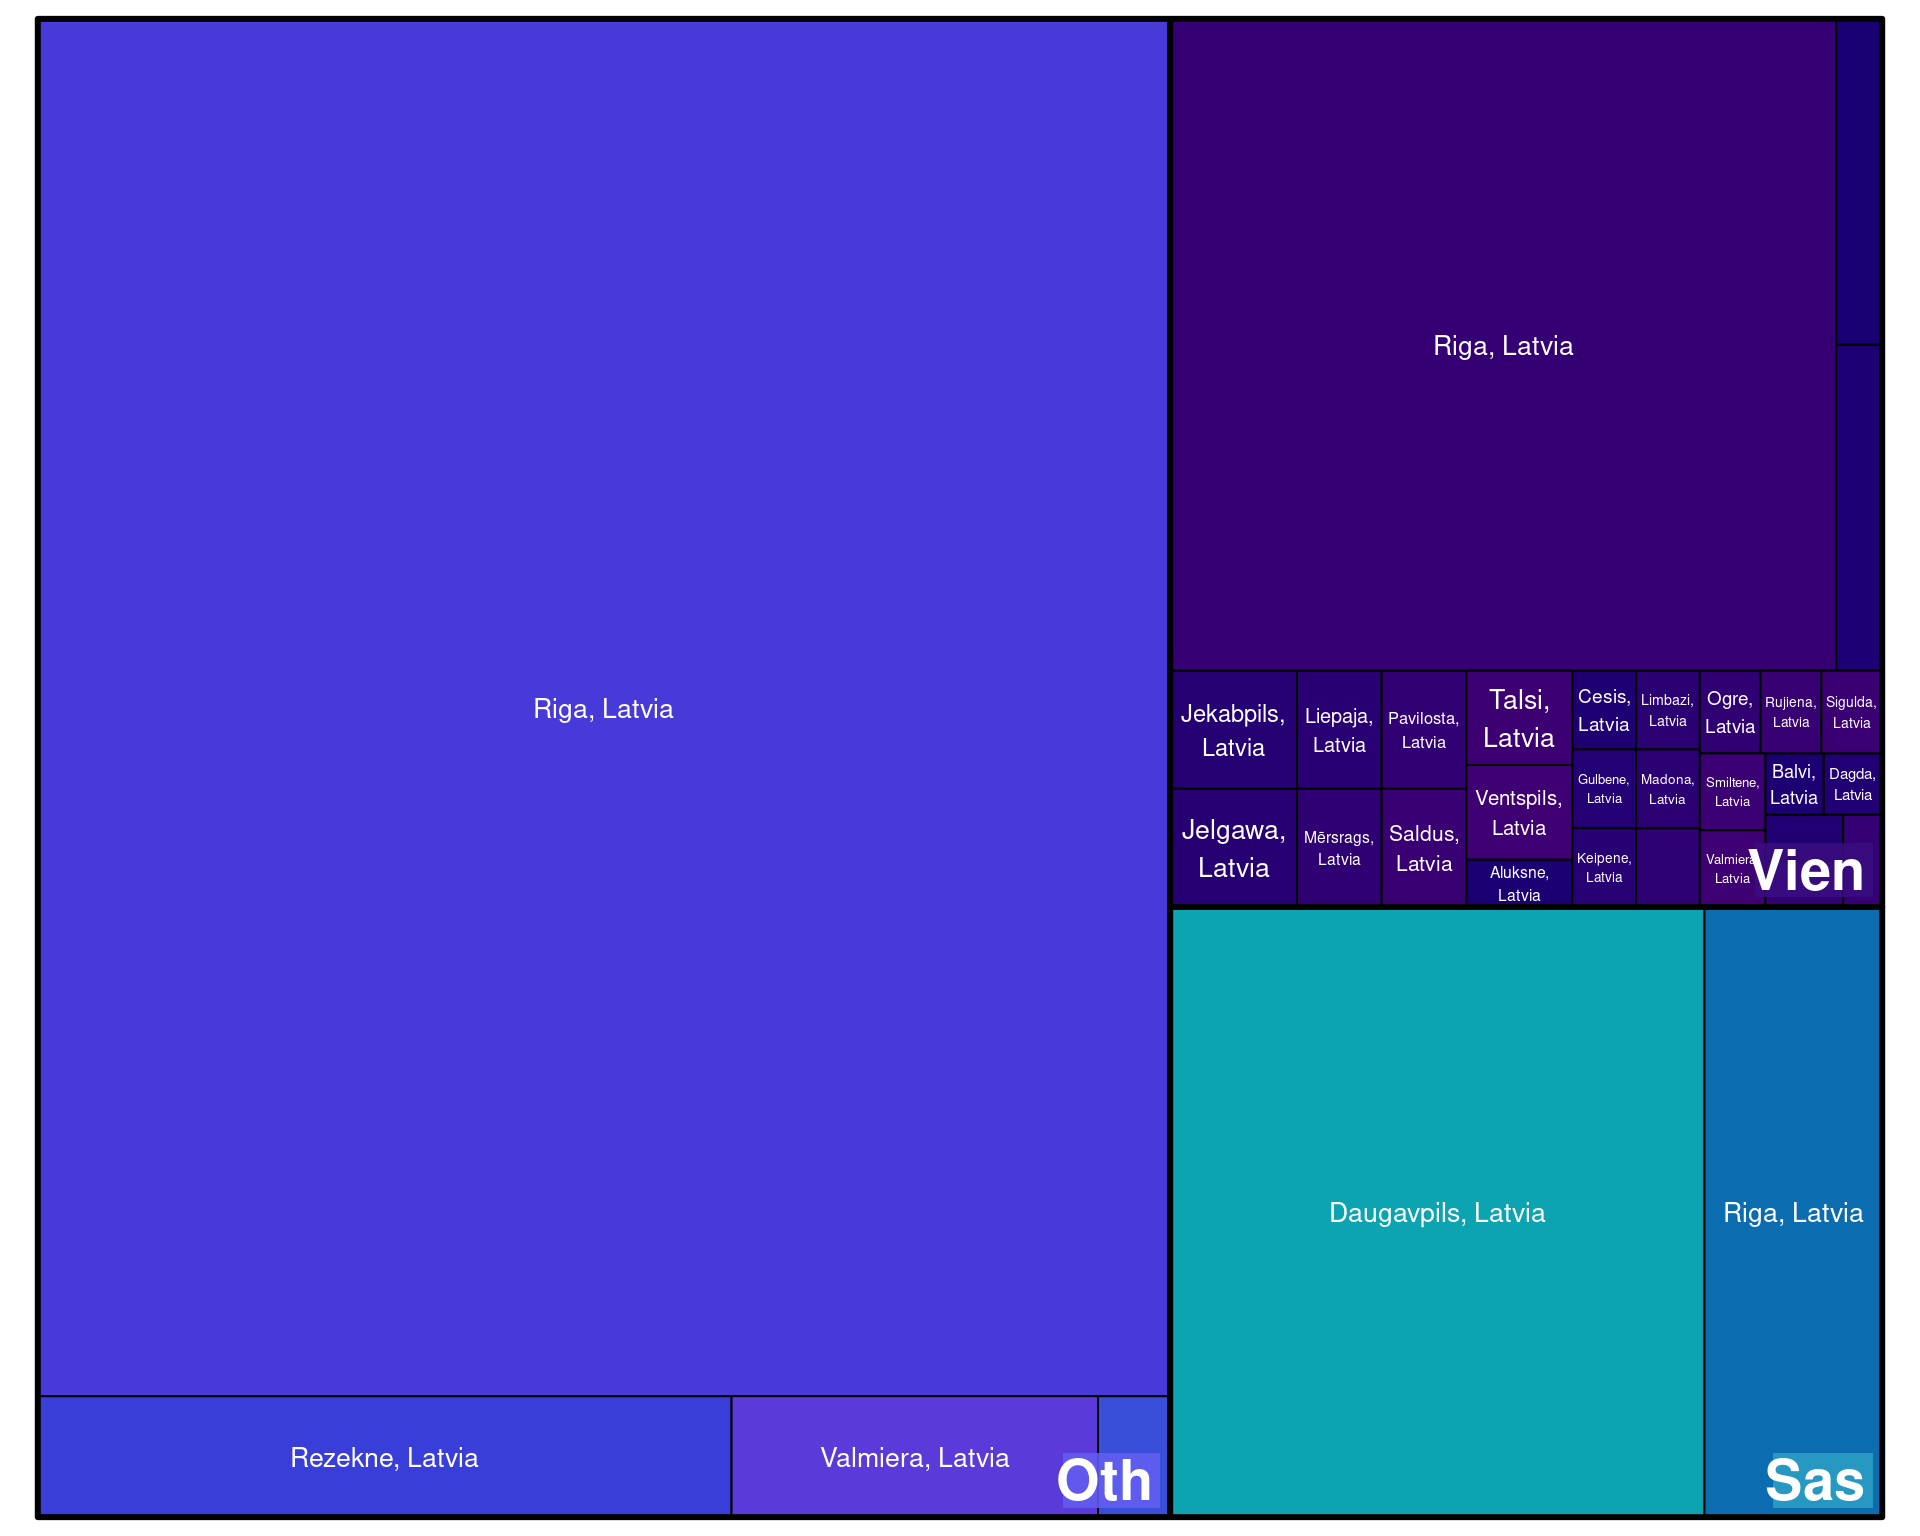 Riga, Latvia
Rezekne, Latvia
Valmiera, Latvia
Oth
Riga, Latvia
Jekabpils,
Latvia
Liepaja,
Latvia
Pavilosta,
Latvia
Talsi,
Latvia
Cesis,
Latvia
Limbazi,
Latvia
Ogre,
Latvia
Rujiena,
Latvia
Sigulda,
Latvia
Jelgawa,
Latvia
Mērsrags,
Latvia
Saldus,
Latvia
Ventspils,
Latvia
Aluksne,
Latvia
Gulbene,
Latvia
Madona,
Latvia
Keipene,
Latvia
Smiltene,
Latvia
Balvi,
Latvia
Dagda,
Latvia
Valmiera
Latvia
Vien
Daugavpils, Latvia
Riga, Latvia
Sas